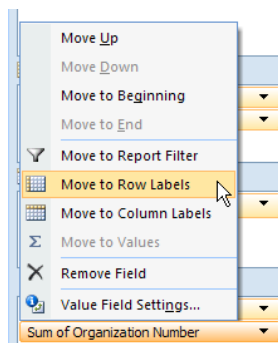 Move Up
Move Down
Move to Beginning
Move to End
Move to Report Filter
Move to Row Labels
Move to Column Labels
Σ Move to Values
Remove Field
Value Field Settings...
Sum of Organization Number